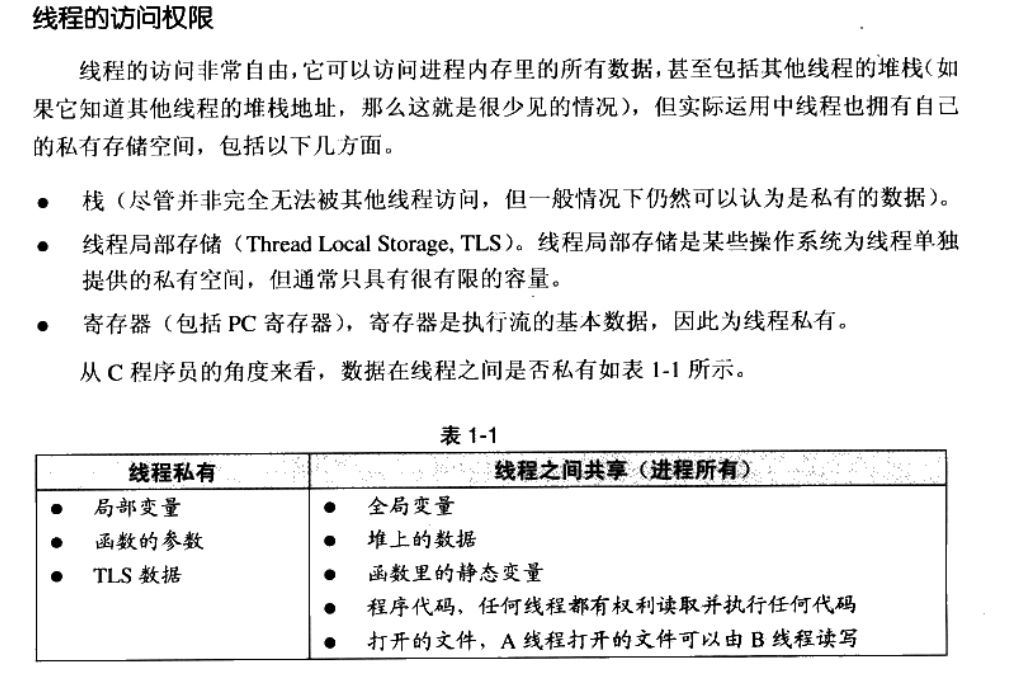 线程的访问权限
线程的访问非常自由，它可以访问进程内存里的所有数据，甚至包括其他线程的堆栈（如
果它知道其他线程的堆栈地址，那么这就是很少见的情况），但实际运用中线程也拥有自己
的私有存储空间，包括以下几方面。
● 栈（尽管并非完全无法被其他线程访问，但一般情况下仍然可以认为是私有的数据）。
● 线程局部存储（Thread Local Storage, TLS）。线程局部存储是某些操作系统为线程单独
提供的私有空间，但通常只具有很有限的容量。
● 寄存器（包括 PC 寄存器），寄存器是执行流的基本数据，因此为线程私有。
从 C 程序员的角度来看，数据在线程之间是否私有如表 1-1 所示。
表 1-1
线程私有 线程之间共享（进程所有）
● 局部变量 ● 全局变量
● 函数的参数 ● 堆上的数据
● TLS 数据 ● 函数里的静态变量
● 程序代码、任何线程都有权利读取并执行任何代码
● 打开的文件，A 线程打开的文件可以由 B 线程读写